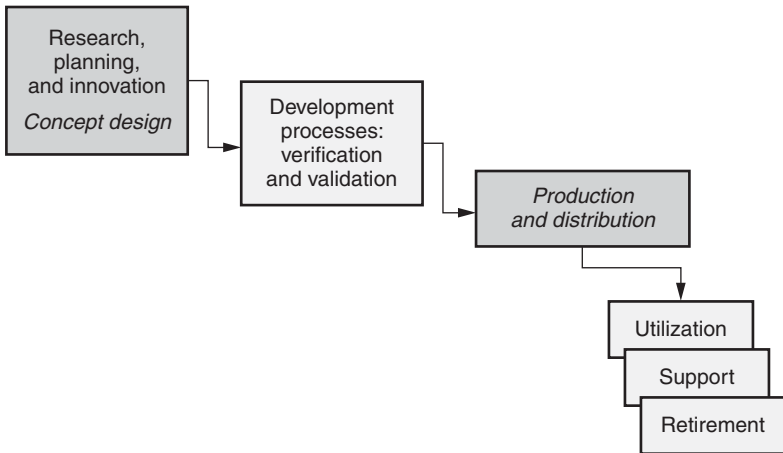 Research,
planning,
and innovation
Concept design
Development
processes:
verification
and validation
Production
and distribution
Utilization
Support
Retirement